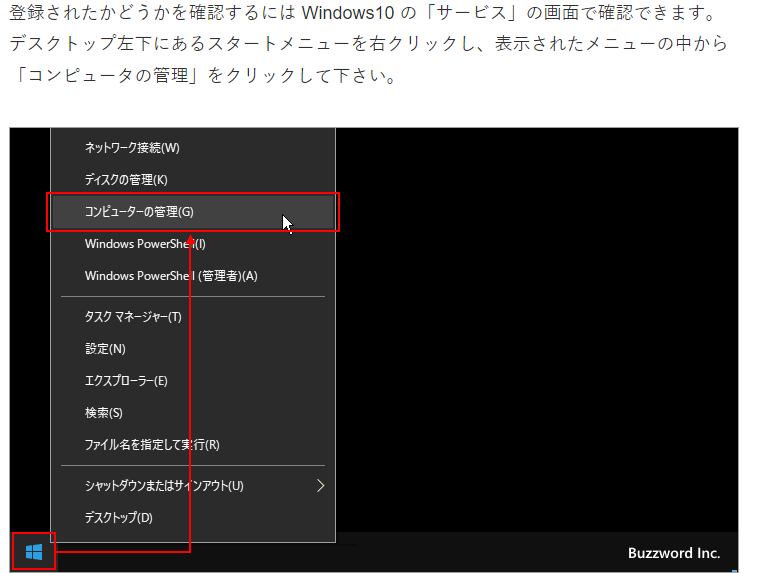 登録されたかどうかを確認するには Windows10 の「サービス」の画面で確認できます。
デスクトップ左下にあるスタートメニューを右クリックし、表示されたメニューの中から
「コンピュータの管理」をクリックして下さい。
ネットワーク接続(W)
ディスクの管理(K)
コンピューターの管理(G)
Windows PowerShell(I)
Windows PowerShell (管理者)(A)
タスク マネージャー(T)
設定(N)
エクスプローラー(E)
検索(S)
ファイル名を指定して実行(R)
シャットダウンまたはサインアウト(U)
デスクトップ(D)
Buzzword Inc.